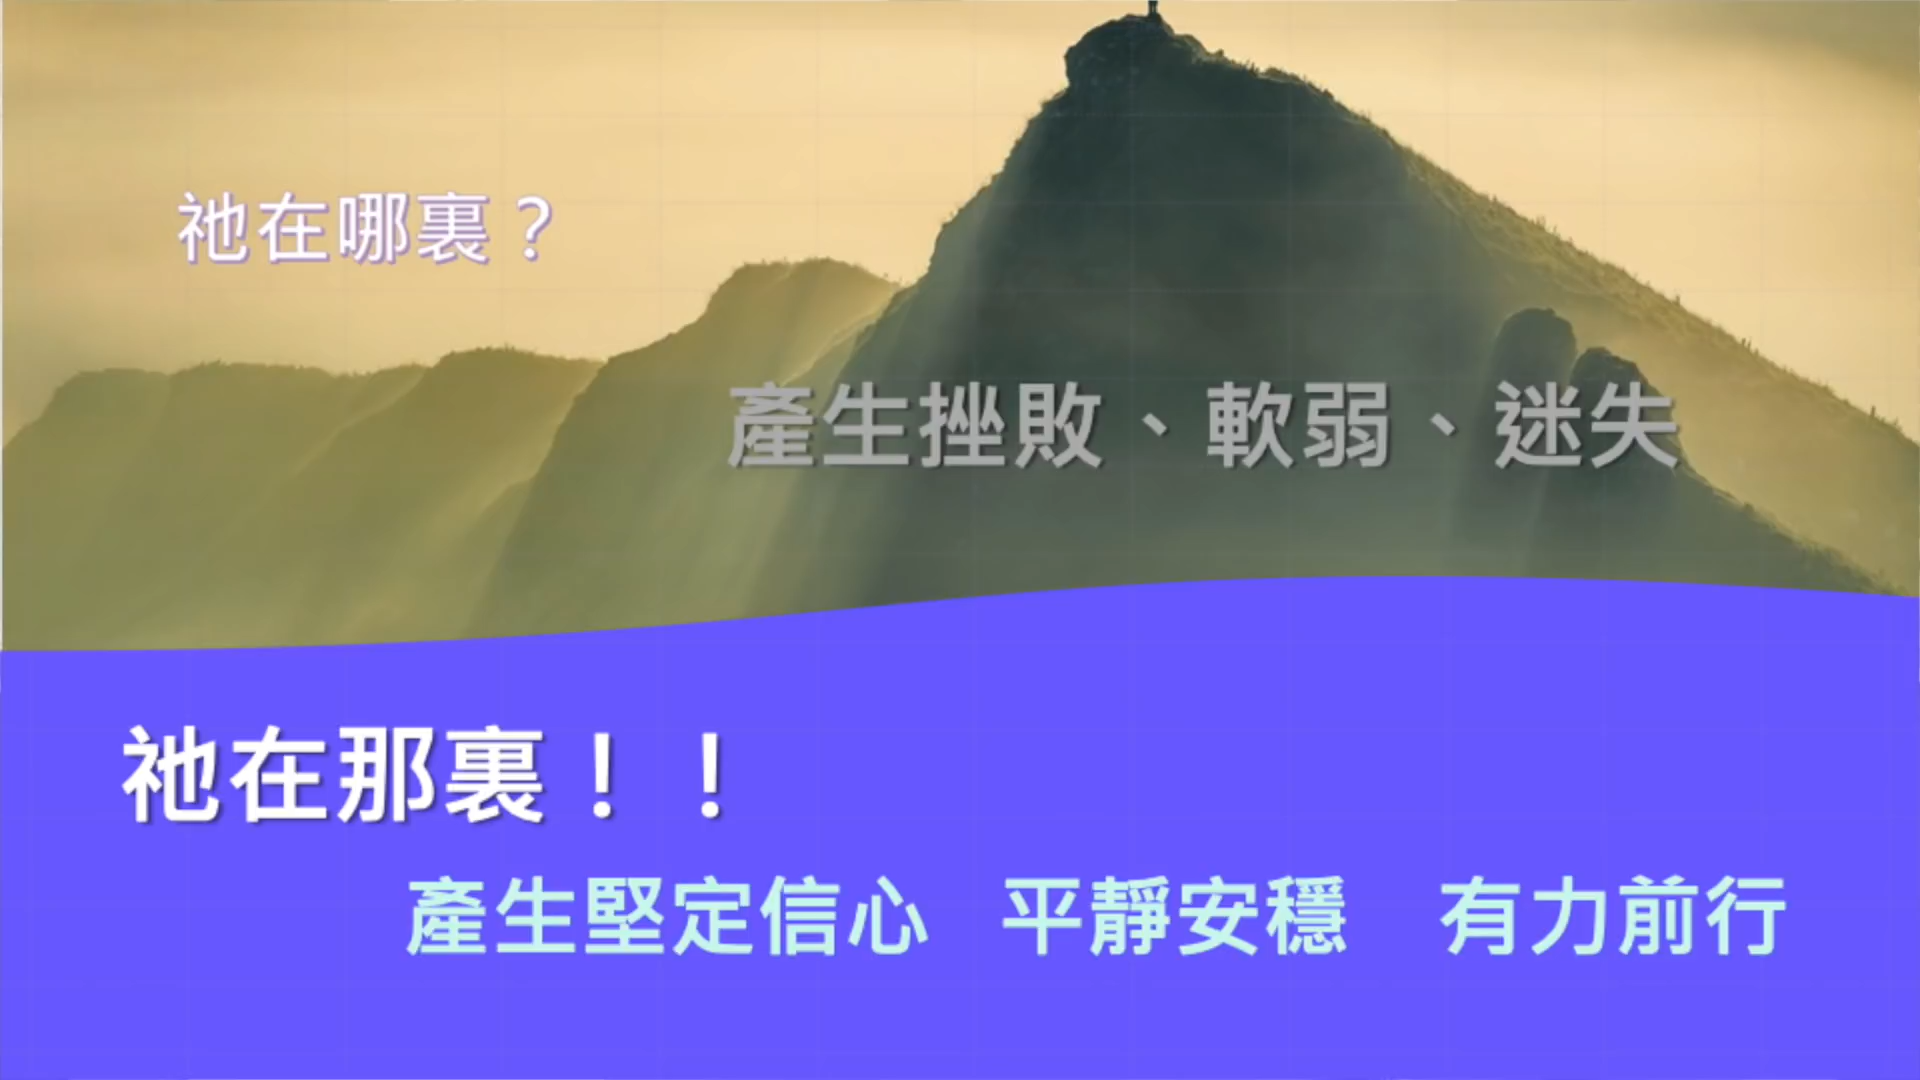 祂在哪裏？
產生挫敗、軟弱、迷失
祂在那裏！！
產生堅定信心　平靜安穩　有力前行